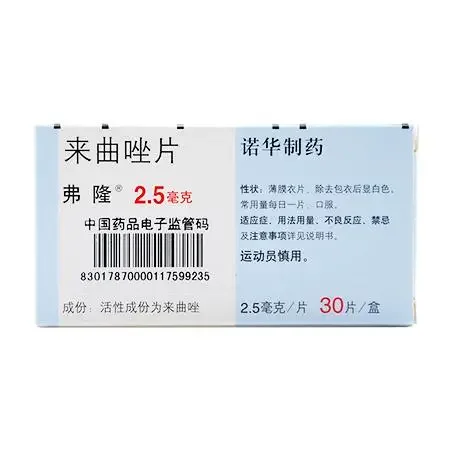 来曲唑片
弗隆® 2.5毫克
中国药品电子监管码
83017870000117599235
成份：活性成份为来曲唑
诺华制药
性状：薄膜衣片，除去包衣后显白色。
常用量每日一片，口服。
适应症、用法用量、不良反应、禁忌
及注意事项详见说明书。
运动员慎用。
2.5毫克/片 30片/盒